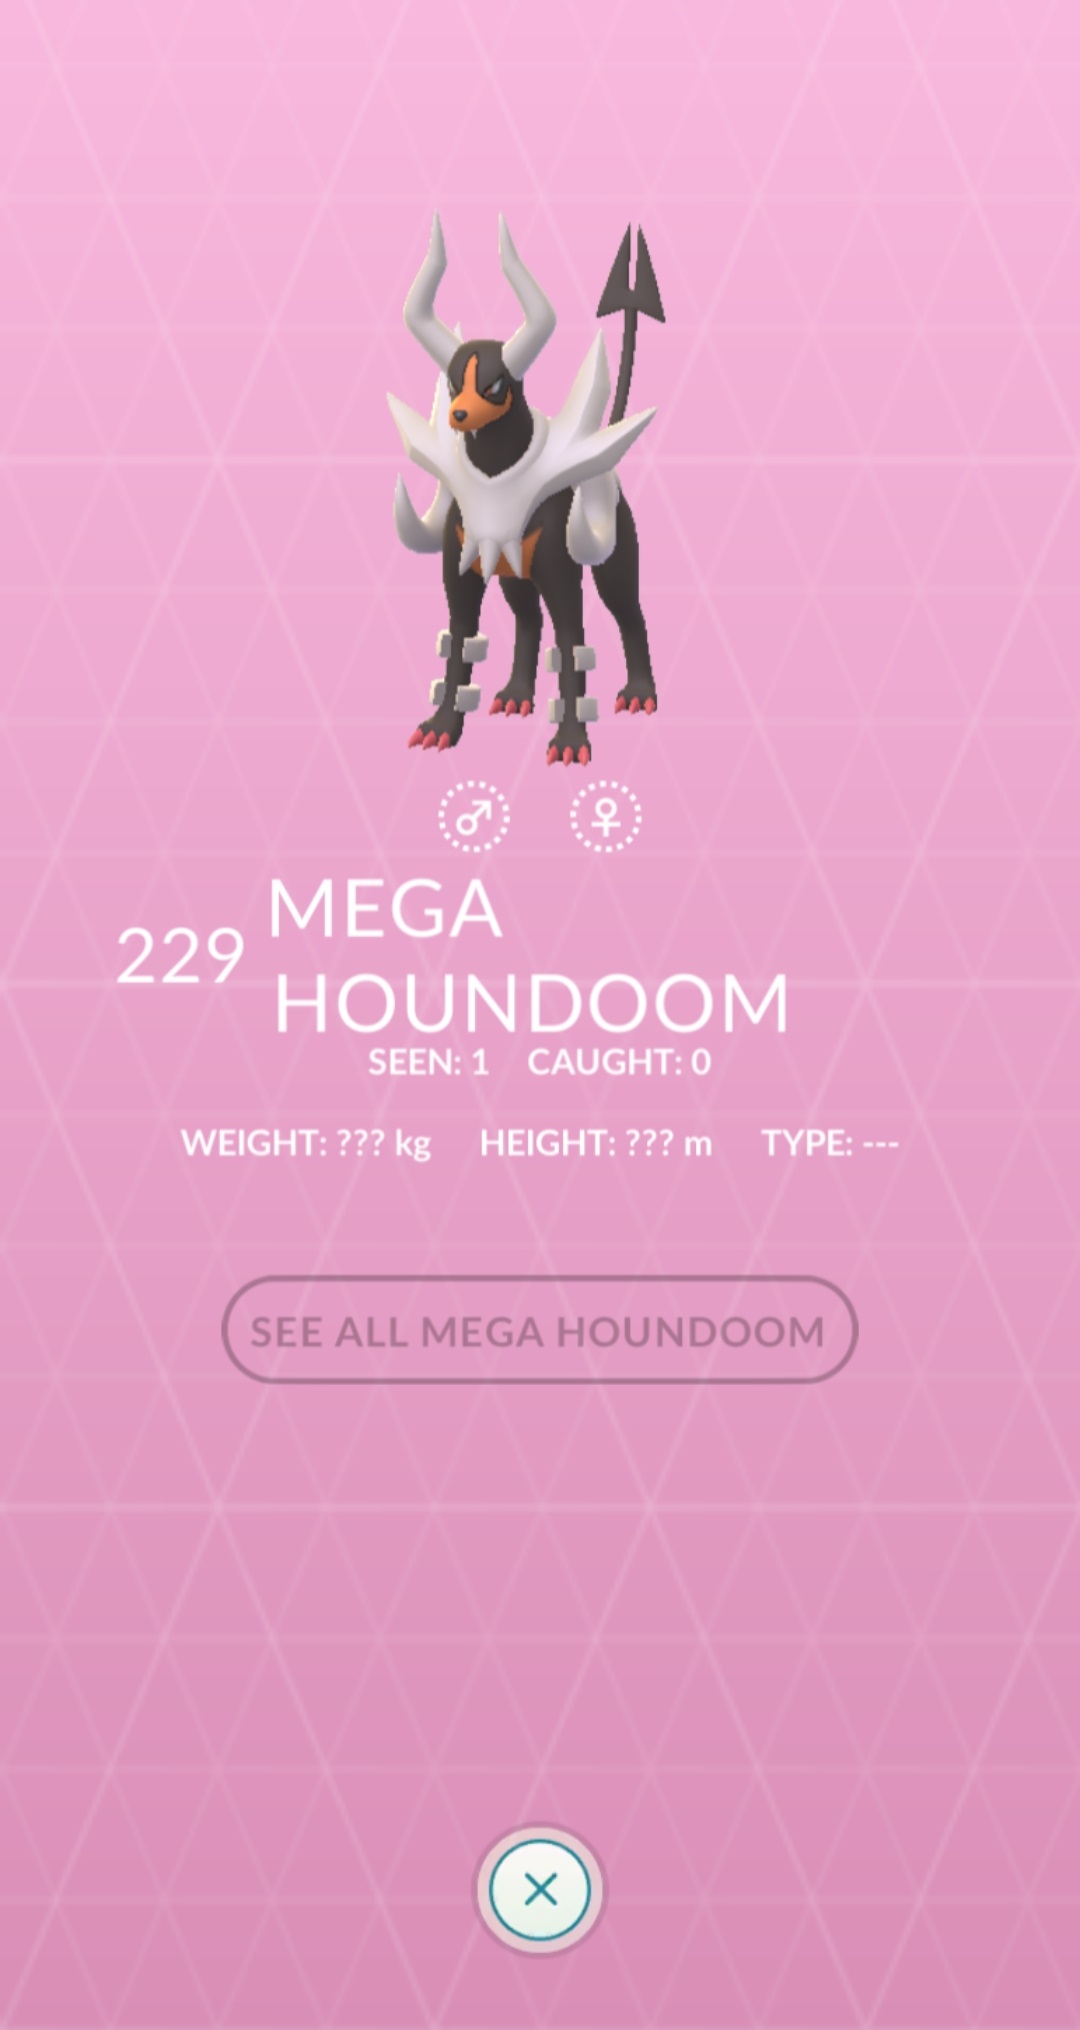 229 MEGA
HOUNDOOM
SEEN: 1 CAUGHT: 0
WEIGHT: ??? kg HEIGHT: ??? m TYPE: ---
SEE ALL MEGA HOUNDOOM